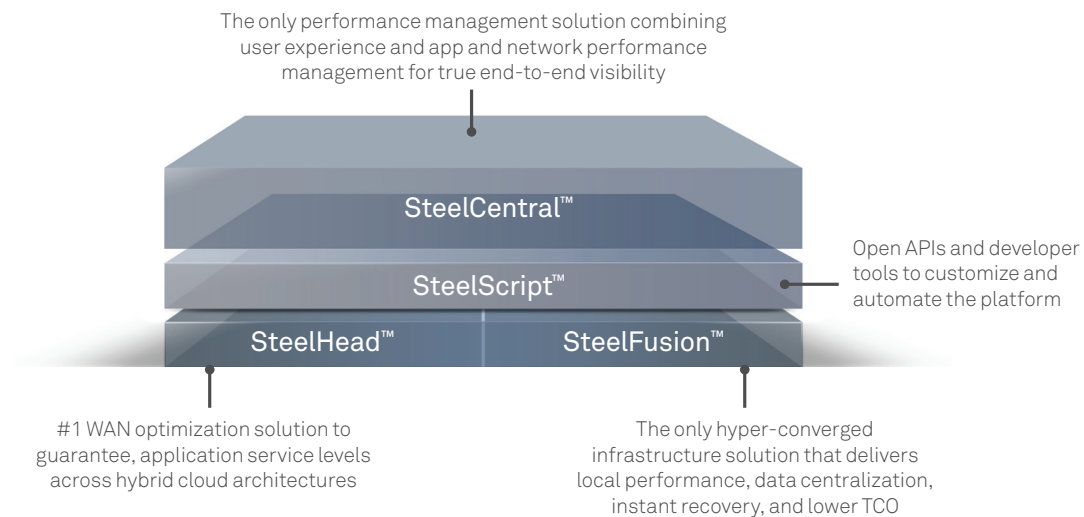 The only performance management solution combining
user experience and app and network performance
management for true end-to-end visibility
SteelCentral™
Open APIs and developer
tools to customize and
automate the platform
SteelScript™
SteelHead™
SteelFusion™
#1 WAN optimization solution to
guarantee, application service levels
across hybrid cloud architectures
The only hyper-converged
infrastructure solution that delivers
local performance, data centralization,
instant recovery, and lower TCO